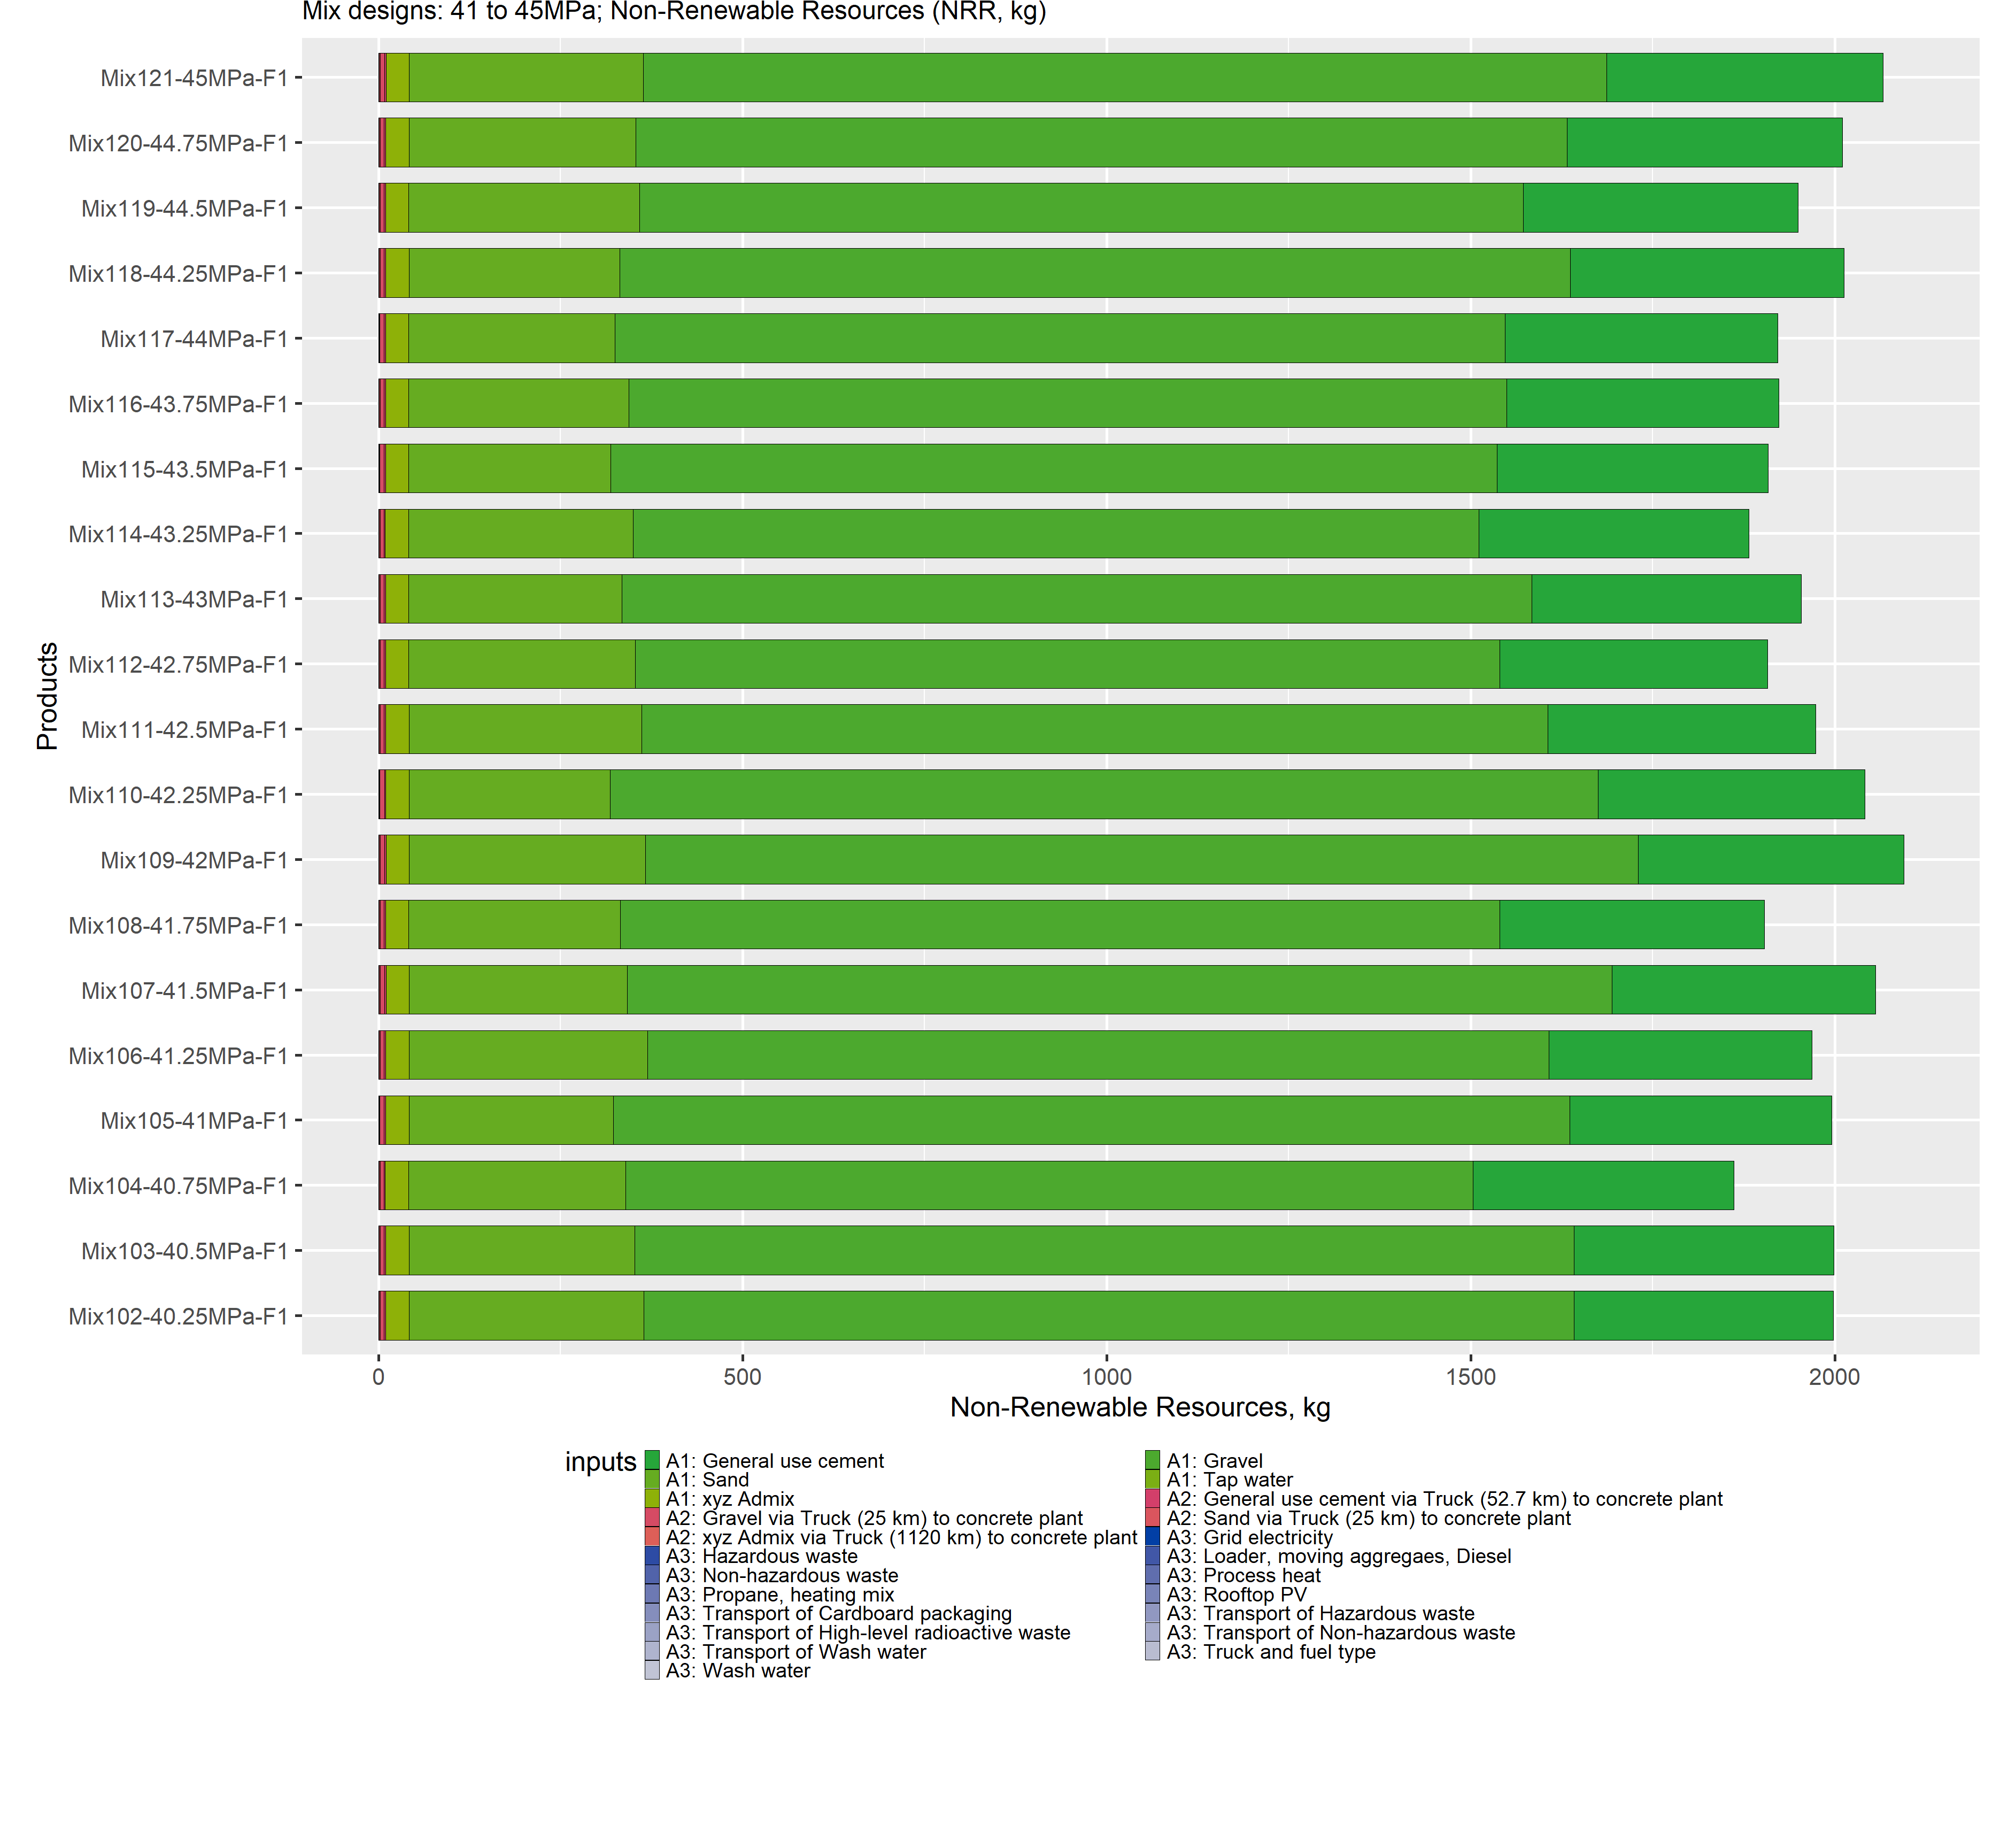 Mix designs: 41 to 45MPa; Non-Renewable Resources (NRR, kg)
Mix121-45MPa-F1
Mix120-44.75MPa-F1
Mix119-44.5MPa-F1
Mix118-44.25MPa-F1
Mix117-44MPa-F1
Mix116-43.75MPa-F1
Mix115-43.5MPa-F1
Mix114-43.25MPa-F1
Mix113-43MPa-F1
Mix112-42.75MPa-F1
Mix111-42.5MPa-F1
Mix110-42.25MPa-F1
Mix109-42MPa-F1
Mix108-41.75MPa-F1
Mix107-41.5MPa-F1
Mix106-41.25MPa-F1
Mix105-41MPa-F1
Mix104-40.75MPa-F1
Mix103-40.5MPa-F1
Mix102-40.25MPa-F1
Products
0 500 1000 1500 2000
Non-Renewable Resources, kg
inputs
A1: General use cement A1: Gravel
A1: Sand A1: Tap water
A1: xyz Admix A2: General use cement via Truck (52.7 km) to concrete plant
A2: Gravel via Truck (25 km) to concrete plant A2: Sand via Truck (25 km) to concrete plant
A2: xyz Admix via Truck (1120 km) to concrete plant A3: Grid electricity
A3: Hazardous waste A3: Loader, moving aggregaes, Diesel
A3: Non-hazardous waste A3: Process heat
A3: Propane, heating mix A3: Rooftop PV
A3: Transport of Cardboard packaging A3: Transport of Hazardous waste
A3: Transport of High-level radioactive waste A3: Transport of Non-hazardous waste
A3: Transport of Wash water A3: Truck and fuel type
A3: Wash water